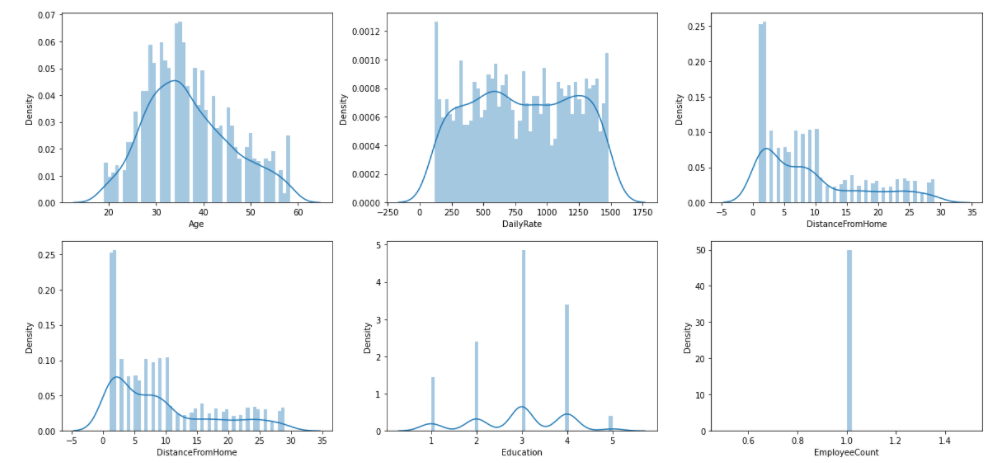 0.07
0.06
0.05
0.04
0.03
0.02
0.01
0.00
Density
20 30 40 50 60
Age
0.0012
0.0010
0.0008
0.0006
0.0004
0.0002
0.0000
Density
−250 0 250 500 750 1000 1250 1500 1750
DailyRate
0.25
0.20
0.15
0.10
0.05
0.00
Density
−5 0 5 10 15 20 25 30 35
DistanceFromHome
0.25
0.20
0.15
0.10
0.05
0.00
Density
−5 0 5 10 15 20 25 30 35
DistanceFromHome
5
4
3
2
1
0
Density
1 2 3 4 5
Education
50
40
30
20
10
0
Density
0.6 0.8 1.0 1.2 1.4
EmployeeCount